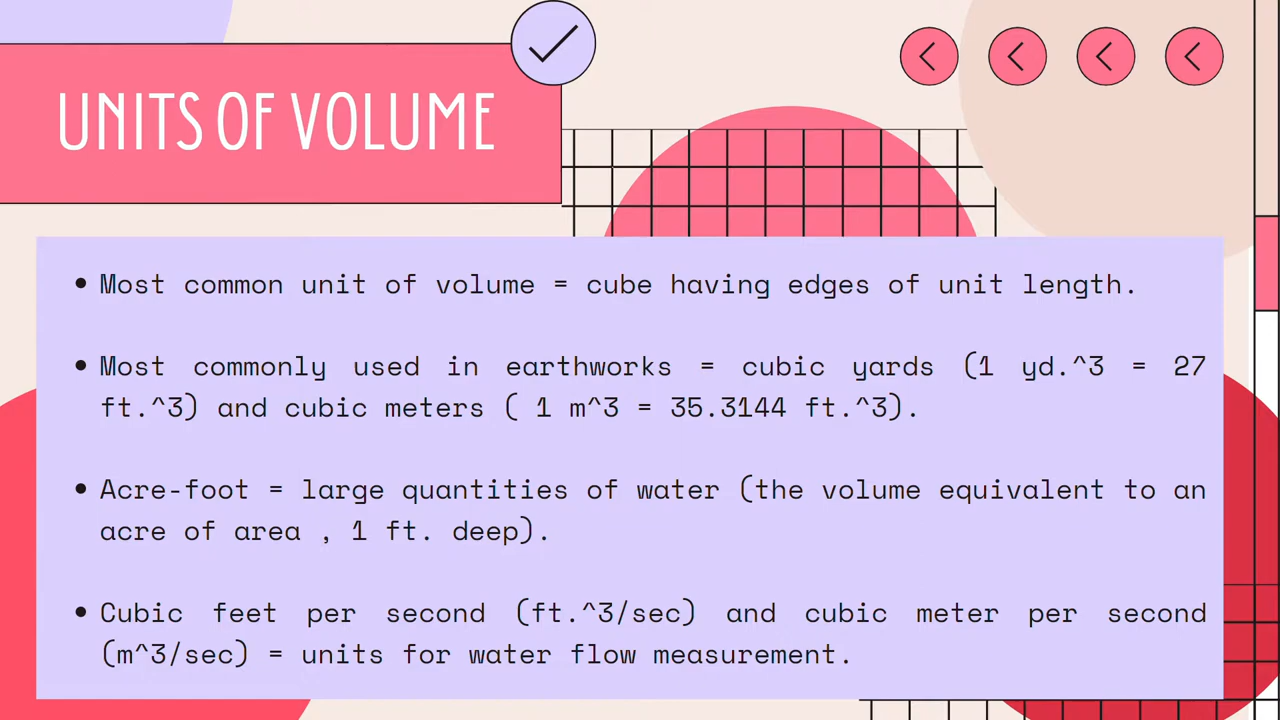 UNITS OF VOLUME
• Most common unit of volume = cube having edges of unit length.
• Most commonly used in earthworks = cubic yards (1 yd.^3 = 27
ft.^3) and cubic meters ( 1 m^3 = 35.3144 ft.^3).
• Acre-foot = large quantities of water (the volume equivalent to an
acre of area , 1 ft. deep).
• Cubic feet per second (ft.^3/sec) and cubic meter per second
(m^3/sec) = units for water flow measurement.